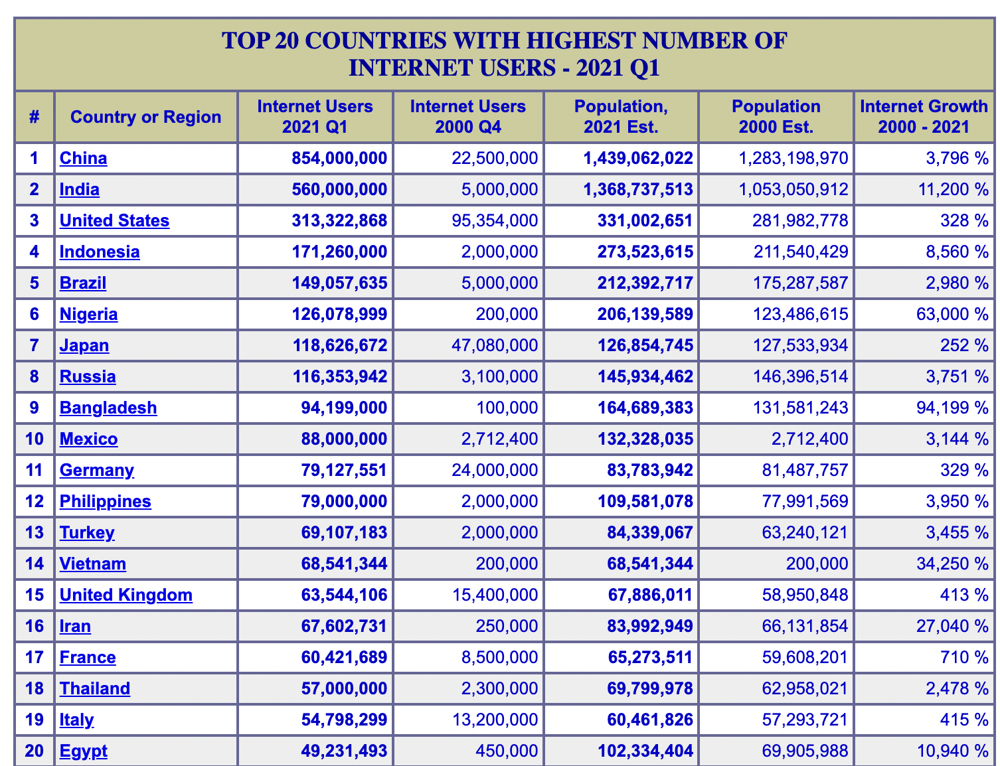 TOP 20 COUNTRIES WITH HIGHEST NUMBER OF
INTERNET USERS - 2021 Q1
# Country or Region Internet Users 2021 Q1 Internet Users 2000 Q4 Population, 2021 Est. Population 2000 Est. Internet Growth 2000 - 2021
1 China 854,000,000 22,500,000 1,439,062,022 1,283,198,970 3,796 %
2 India 560,000,000 5,000,000 1,368,737,513 1,053,050,912 11,200 %
3 United States 313,322,868 95,354,000 331,002,651 281,982,778 328 %
4 Indonesia 171,260,000 2,000,000 273,523,615 211,540,429 8,560 %
5 Brazil 149,057,635 5,000,000 212,392,717 175,287,587 2,980 %
6 Nigeria 126,078,999 200,000 206,139,589 123,486,615 63,000 %
7 Japan 118,626,672 47,080,000 126,854,745 127,533,934 252 %
8 Russia 116,353,942 3,100,000 145,934,462 146,396,514 3,751 %
9 Bangladesh 94,199,000 100,000 164,689,383 131,581,243 94,199 %
10 Mexico 88,000,000 2,712,400 132,328,035 2,712,400 3,144 %
11 Germany 79,127,551 24,000,000 83,783,942 81,487,757 329 %
12 Philippines 79,000,000 2,000,000 109,581,078 77,991,569 3,950 %
13 Turkey 69,107,183 2,000,000 84,339,067 63,240,121 3,455 %
14 Vietnam 68,541,344 200,000 68,541,344 200,000 34,250 %
15 United Kingdom 63,544,106 15,400,000 67,886,011 58,950,848 413 %
16 Iran 67,602,731 250,000 83,992,949 66,131,854 27,040 %
17 France 60,421,689 8,500,000 65,273,511 59,608,201 710 %
18 Thailand 57,000,000 2,300,000 69,799,978 62,958,021 2,478 %
19 Italy 54,798,299 13,200,000 60,461,826 57,293,721 415 %
20 Egypt 49,231,493 450,000 102,334,404 69,905,988 10,940 %